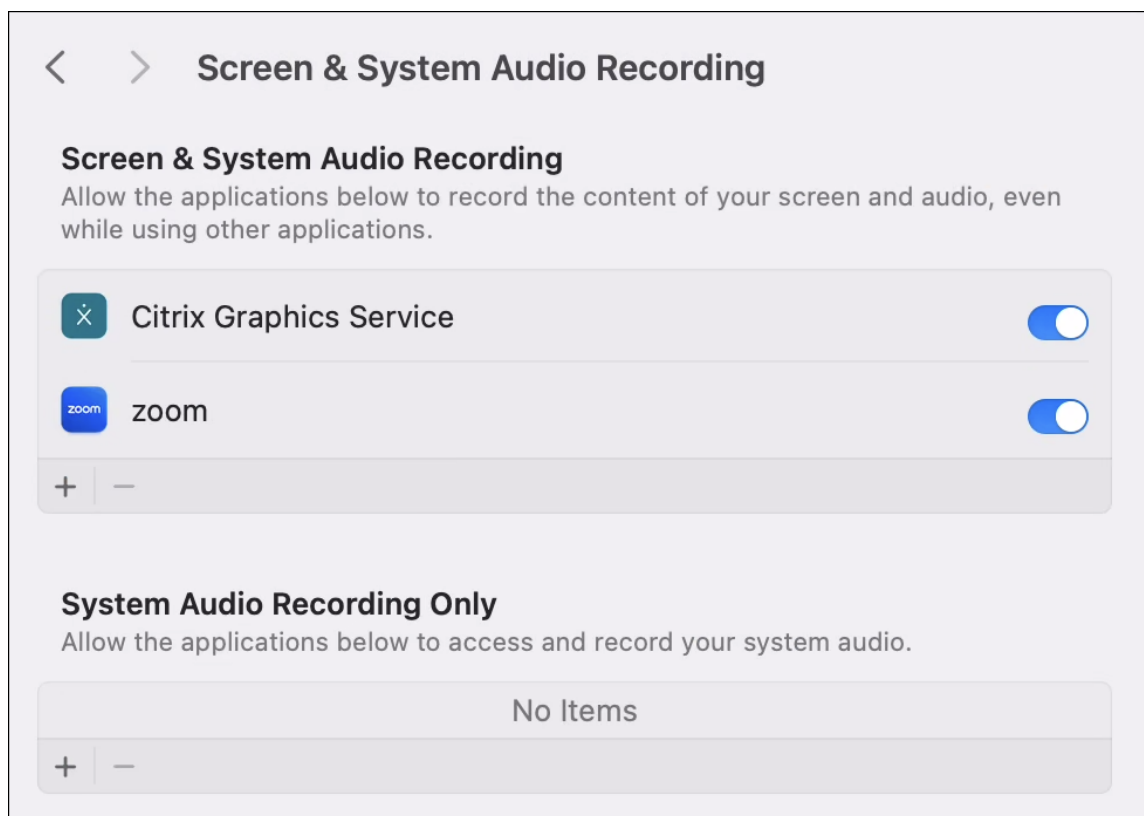 Screen & System Audio Recording
Screen & System Audio Recording
Allow the applications below to record the content of your screen and audio, even
while using other applications.
Citrix Graphics Service
zoom
zoom
System Audio Recording Only
Allow the applications below to access and record your system audio.
No Items